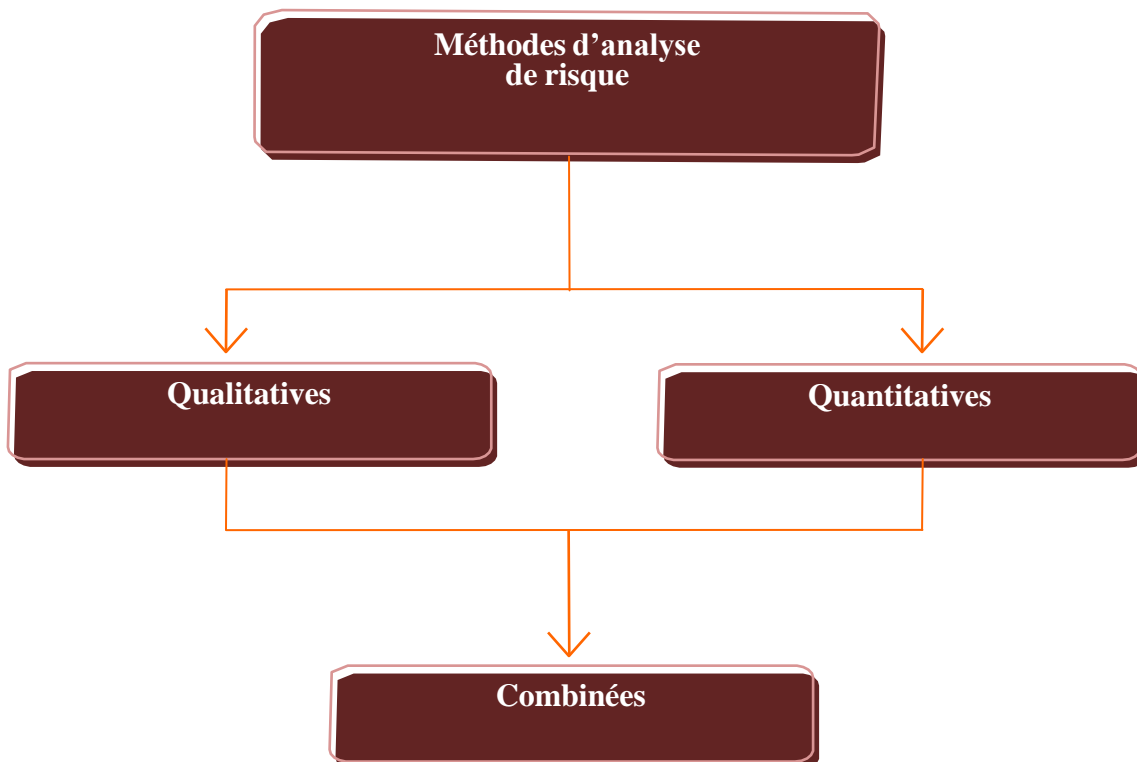 Méthodes d’analyse
de risque
Qualitatives
Quantitatives
Combinées